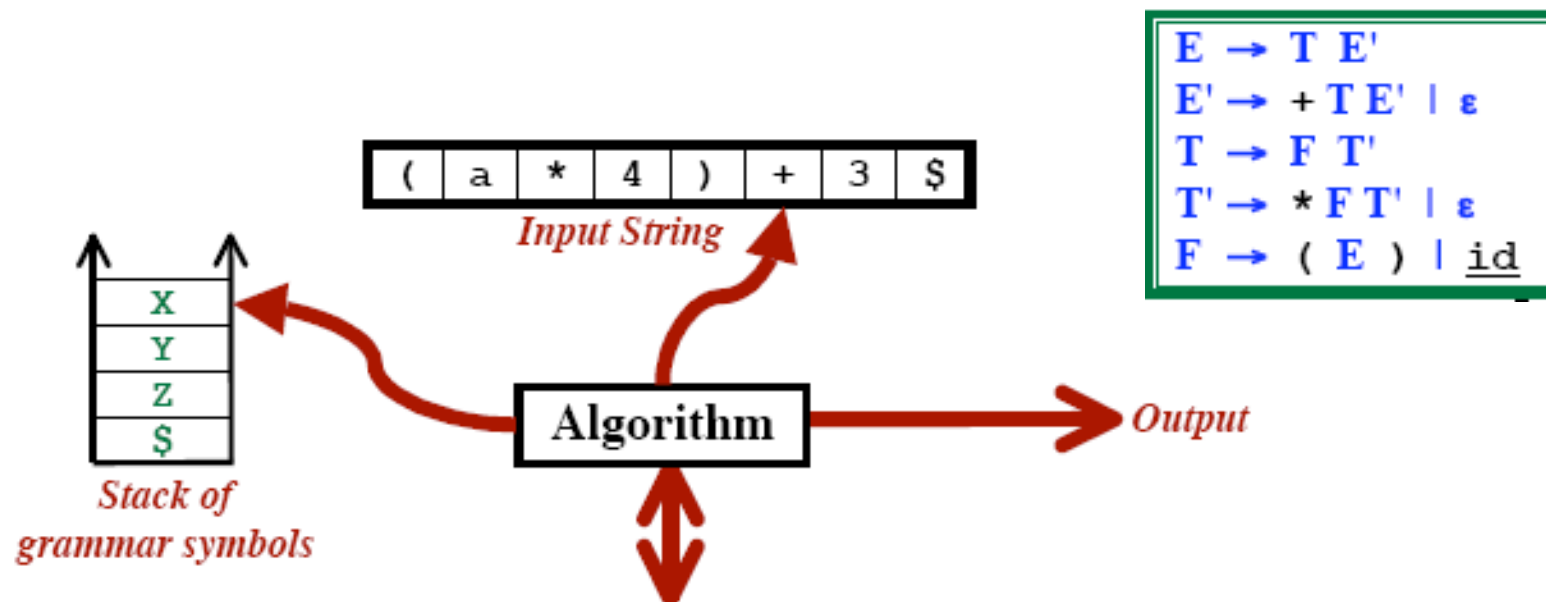 E → T E'
E' → + T E' | ε
T → F T'
T' → * F T' | ε
F → ( E ) | id
( a * 4 ) + 3 $
Input String
X
Y
Z
$
Algorithm
Output
Stack of
grammar symbols